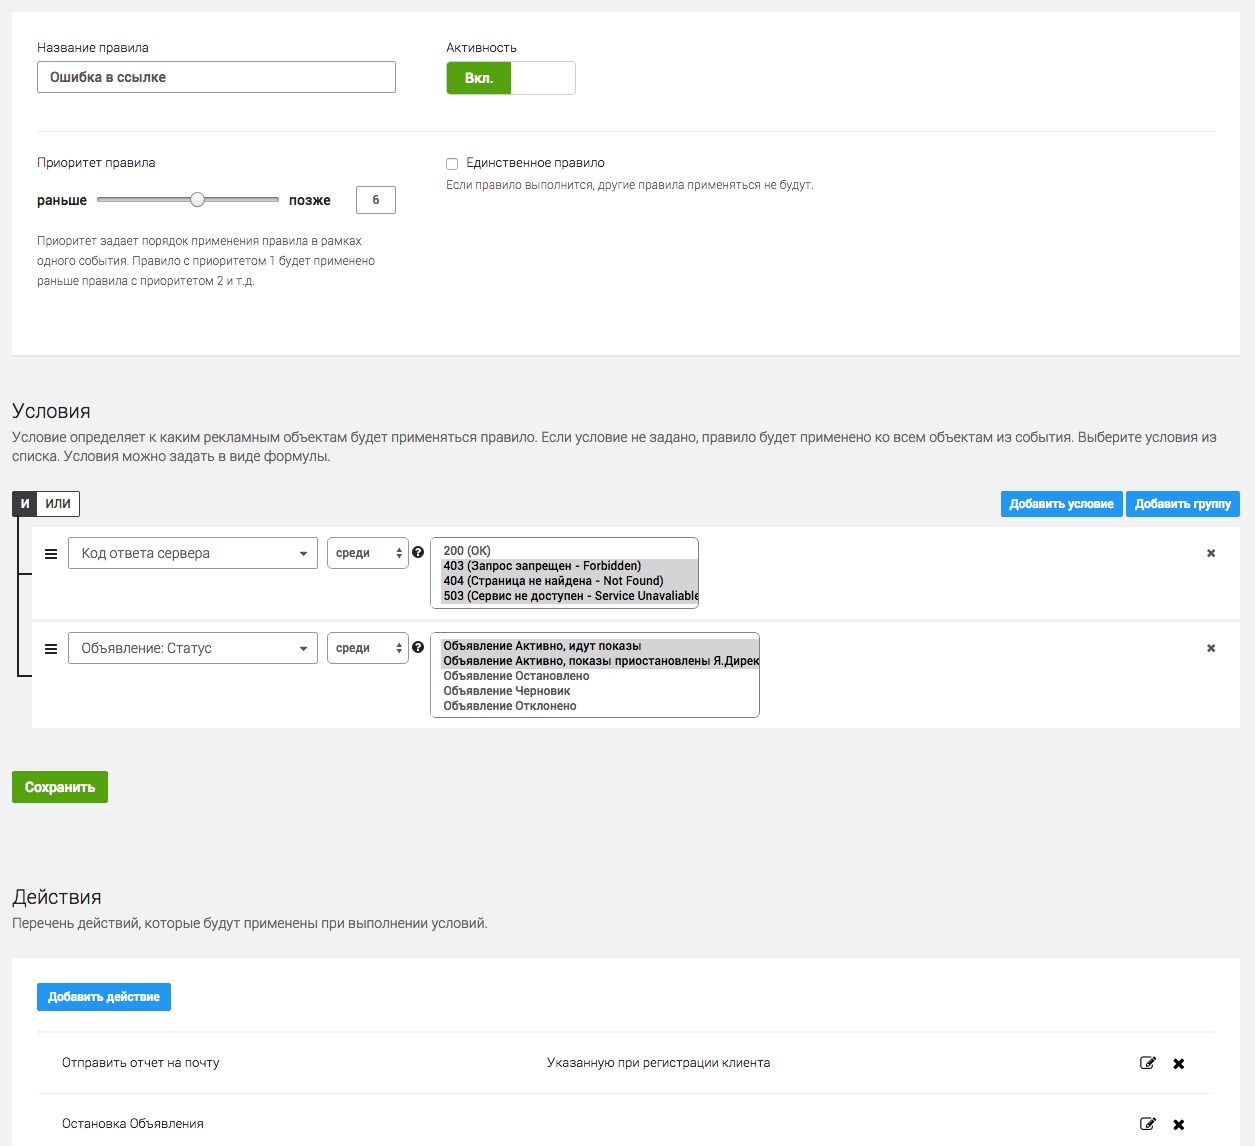 Название правила
Активность
Ошибка в ссылке
Вкл.
Приоритет правила
Единственное правило
Если правило выполнится, другие правила применяться не будут.
раньше
позже
6
Приоритет задает порядок применения правила в рамках
одного события. Правило с приоритетом 1 будет применено
раньше правила с приоритетом 2 и т.д.
Условия
Условие определяет к каким рекламным объектам будет применяться правило. Если условие не задано, правило будет применено ко всем объектам из события. Выберите условия из
списка. Условия можно задать в виде формулы.
И ИЛИ
Добавить условие
Добавить группу
Код ответа сервера
среди
200 (OK)
403 (Запрос запрещен - Forbidden)
404 (Страница не найдена - Not Found)
503 (Сервис не доступен - Service Unavaliable
Объявление: Статус
среди
Объявление Активно, идут показы
Объявление Активно, показы приостановлены Я.Дирек
Объявление Остановлено
Объявление Черновик
Объявление Отклонено
Сохранить
Действия
Перечень действий, которые будут применены при выполнении условий.
Добавить действие
Отправить отчет на почту
Указанную при регистрации клиента
Остановка Объявления